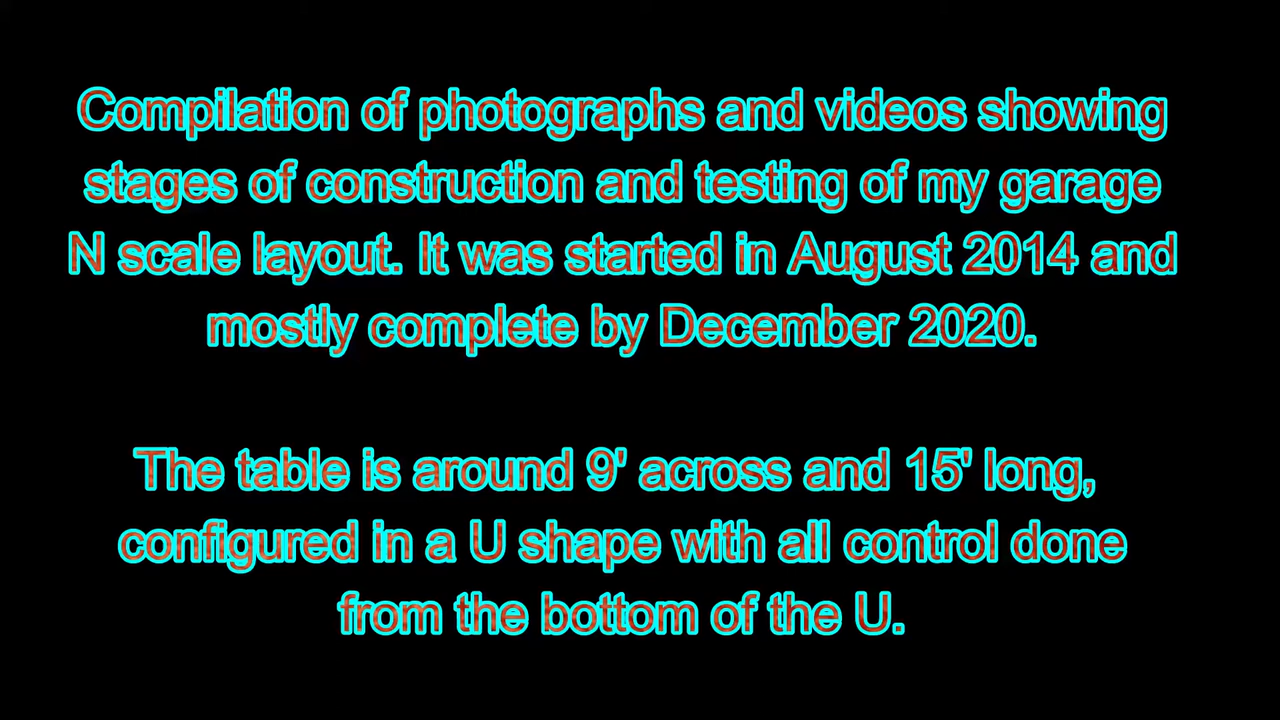 Compilation of photographs and videos showing
stages of construction and testing of my garage
N scale layout. It was started in August 2014 and
mostly complete by December 2020.
The table is around 9' across and 15' long,
configured in a U shape with all control done
from the bottom of the U.